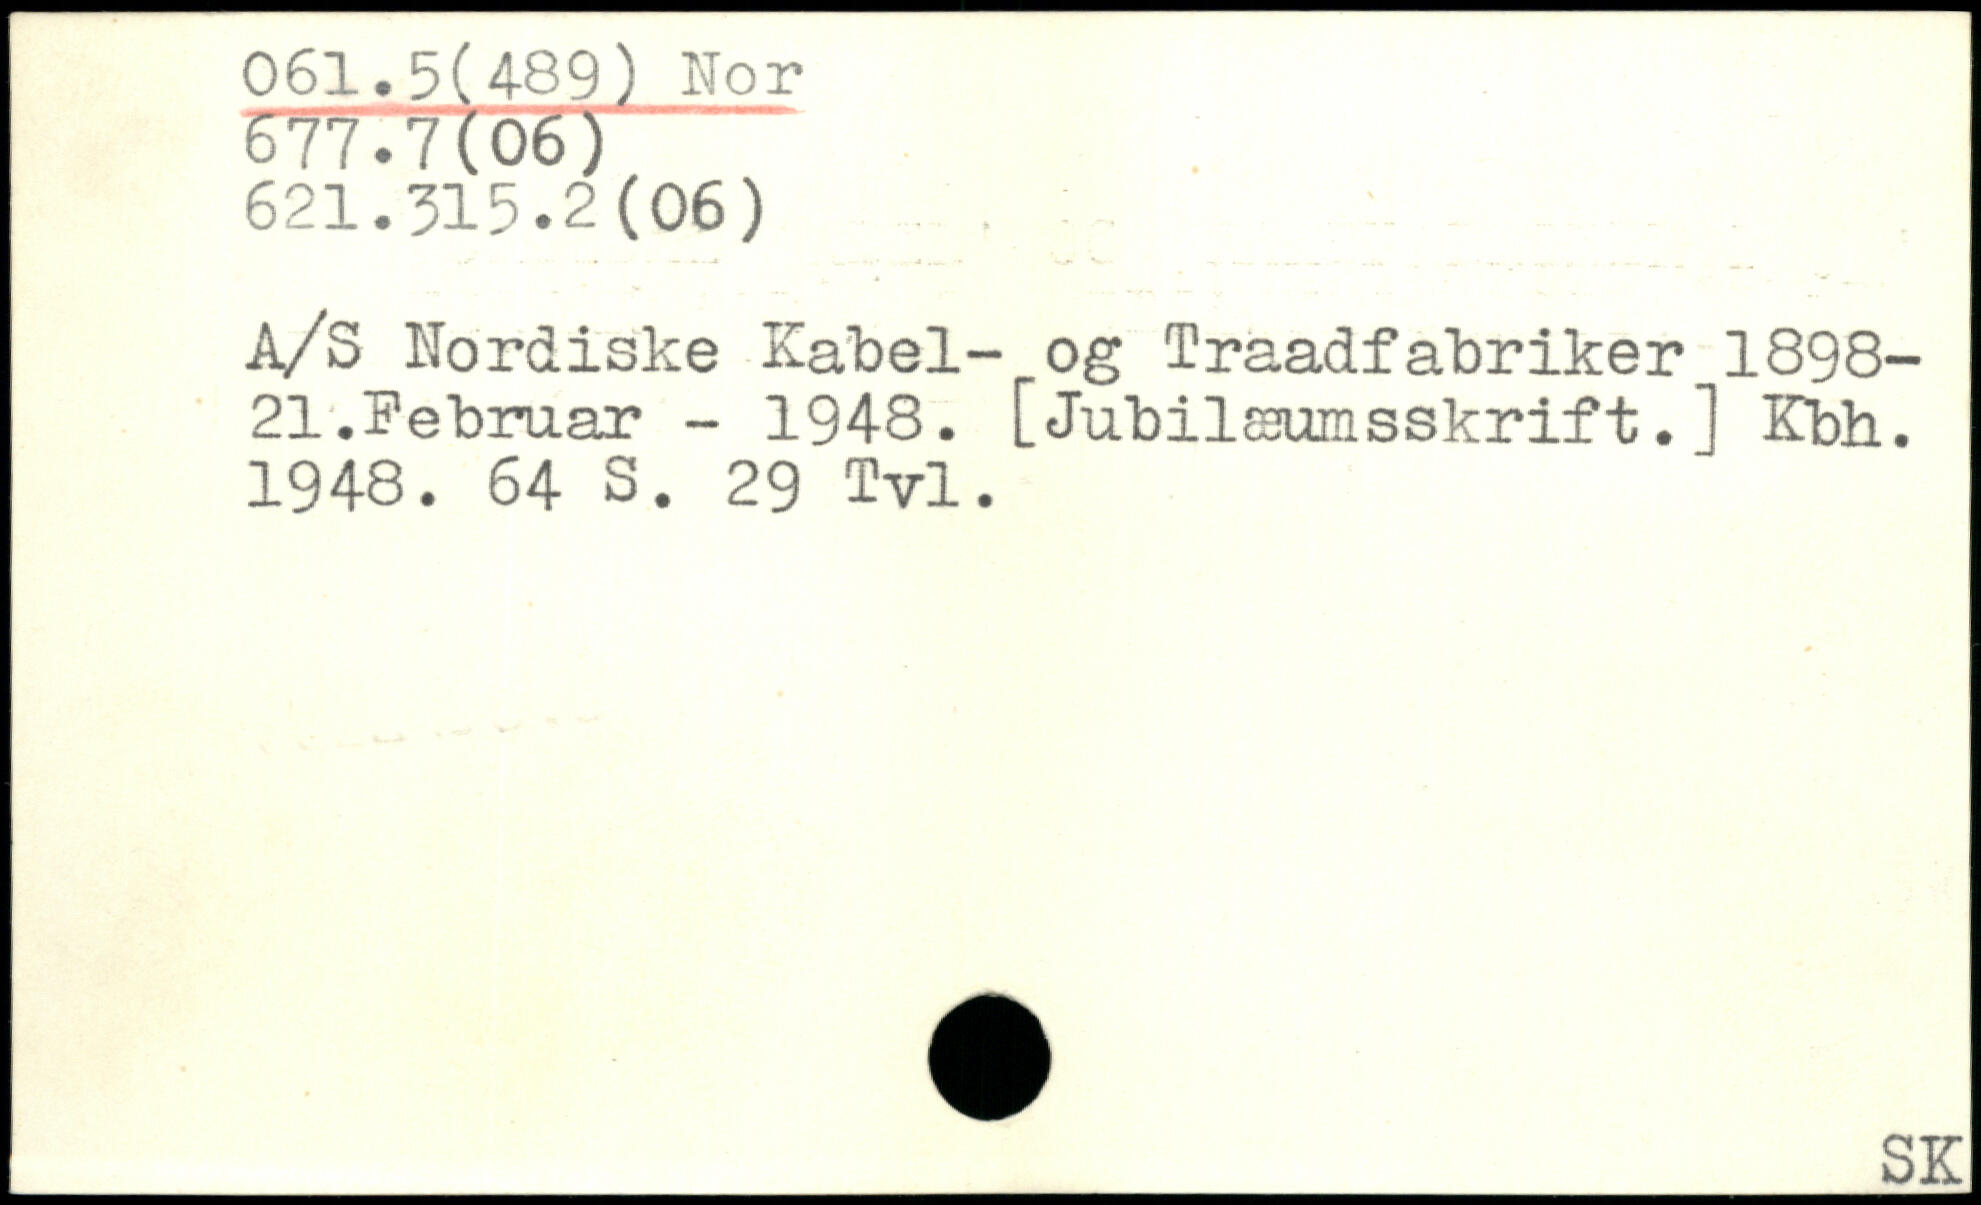 061.5(489) Nor
677.7(06)
621.315.2(06)
A/S Nordiske Kabel- og Traadfabriker 1898-
21.Februar - 1948. [Jubilæumsskrift.] Kbh.
1948. 64 S. 29 Tvl.
SK